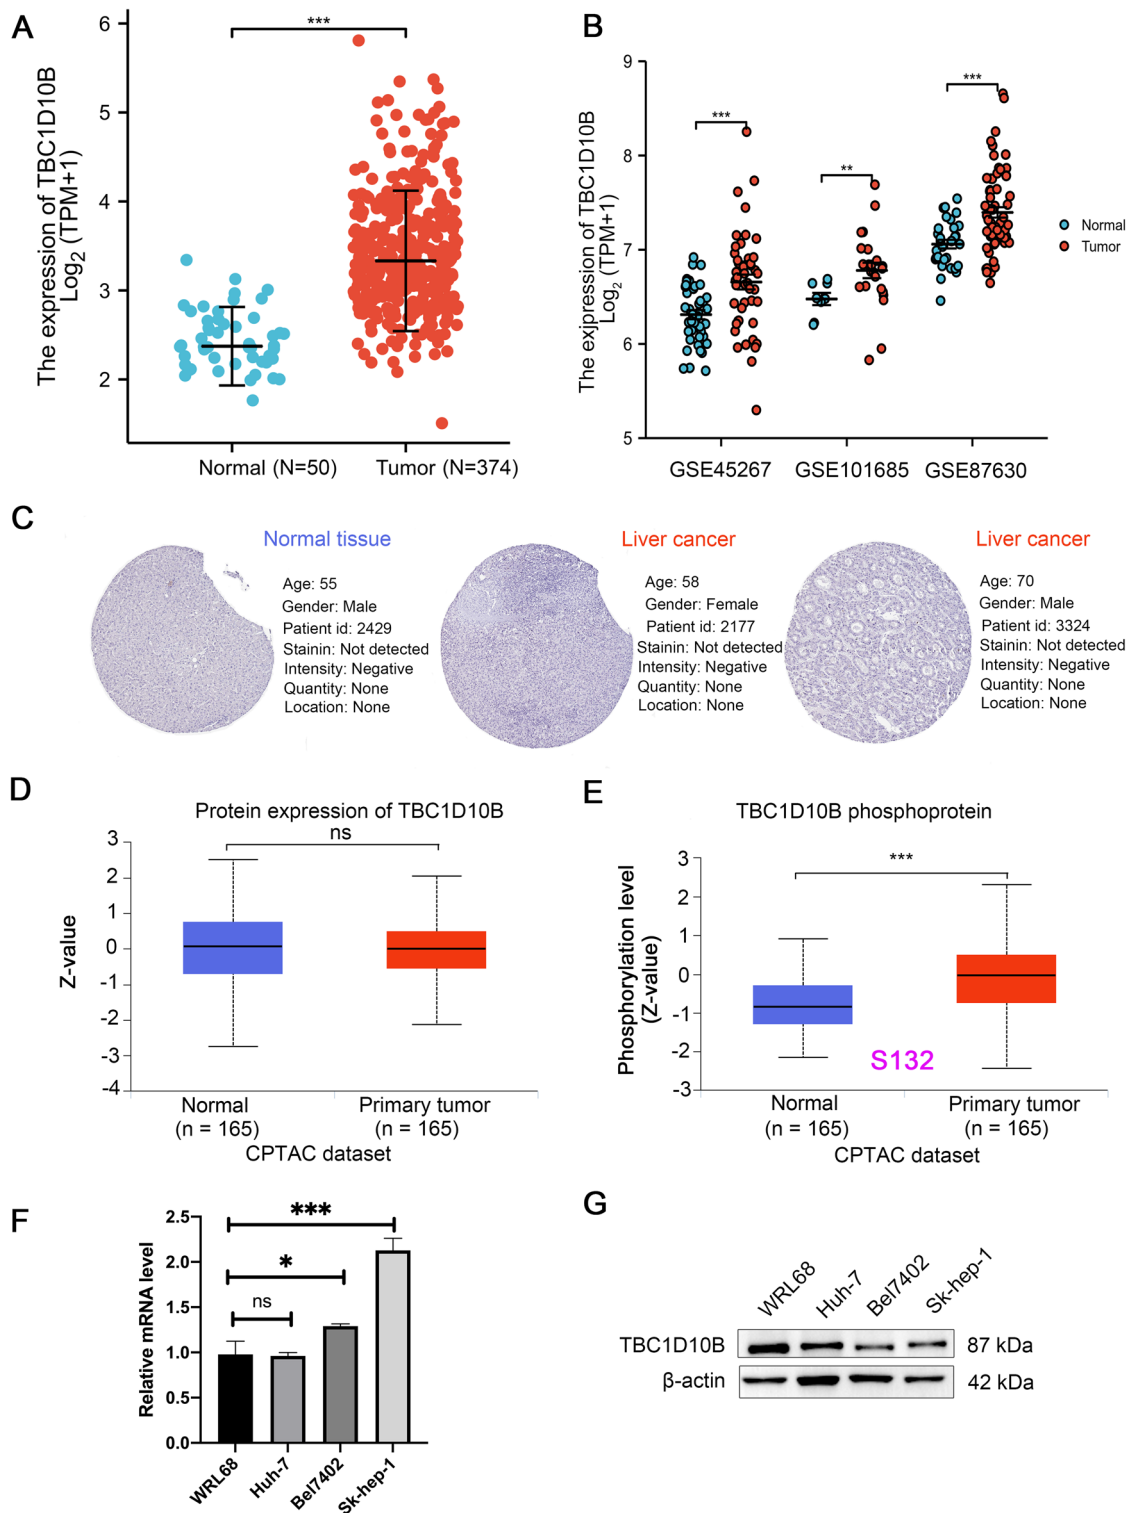 A
The expression of TBC1D10B
Log2 (TPM+1)
6
5
4
3
2
***
Normal (N=50)
Tumor (N=374)
B
The exjpression of TBC1D10B
Log2 (TPM+1)
9
8
7
6
5
***
**
***
GSE45267
GSE101685
GSE87630
Normal
Tumor
C
Normal tissue
Age: 55
Gender: Male
Patient id: 2429
Stainin: Not detected
Intensity: Negative
Quantity: None
Location: None
Liver cancer
Age: 58
Gender: Female
Patient id: 2177
Stainin: Not detected
Intensity: Negative
Quantity: None
Location: None
Liver cancer
Age: 70
Gender: Male
Patient id: 3324
Stainin: Not detected
Intensity: Negative
Quantity: None
Location: None
D
Protein expression of TBC1D10B
ns
Z-value
3
2
1
0
-1
-2
-3
-4
Normal
(n = 165)
Primary tumor
(n = 165)
CPTAC dataset
E
TBC1D10B phosphoprotein
***
Phosphorylation level
(Z-value)
3
2
1
0
-1
-2
-3
S132
Normal
(n = 165)
Primary tumor
(n = 165)
CPTAC dataset
F
Relative mRNA level
2.5
2.0
1.5
1.0
0.5
0.0
***
*
ns
WRL68
Huh-7
Bel7402
Sk-hep-1
G
WRL68
Huh-7
Bel7402
Sk-hep-1
TBC1D10B
87 kDa
β-actin
42 kDa